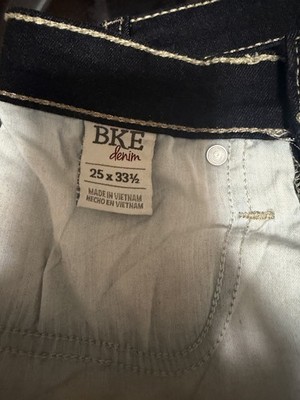 BKE
denim
25 x 33½
MADE IN VIETNAM
HECHO EN VIETNAM